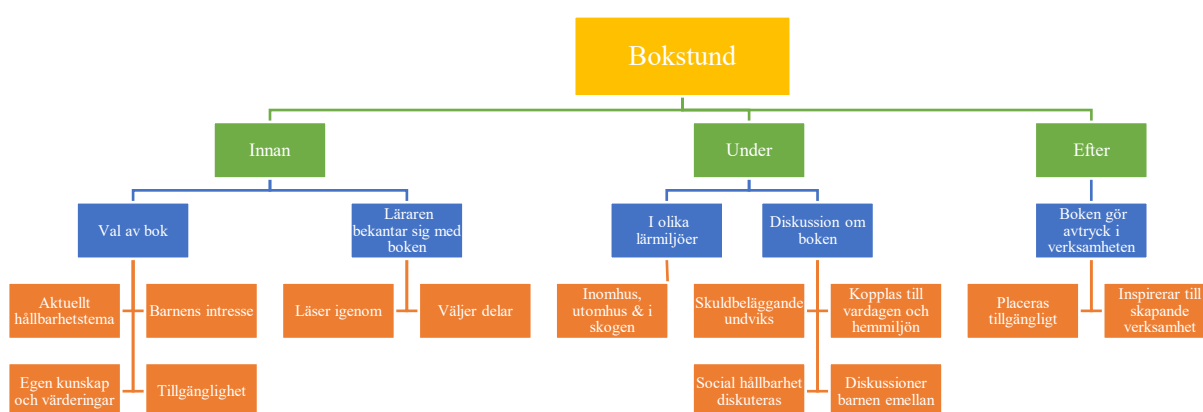 Bokstund
Innan
Under
Efter
Val av bok
Läraren
bekantar sig med
boken
I olika
lärmiljöer
Diskussion om
boken
Boken gör
avtryck i
verksamheten
Aktuellt
hållbarhetstema
Barnens intresse
Läser igenom
Väljer delar
Inomhus,
utomhus & i
skogen
Skuldbeläggande
undviks
Kopplas till
vardagen och
hemmiljön
Placeras
tillgängligt
Inspirerar till
skapande
verksamhet
Egen kunskap
och värderingar
Tillgänglighet
Social hållbarhet
diskuteras
Diskussioner
barnen emellan